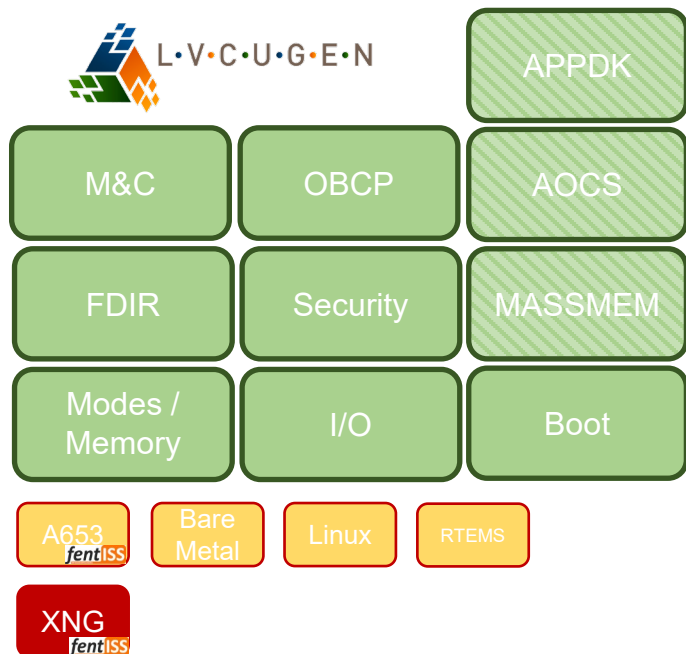 L·V·C·U·G·E·N
APPDK
M&C
OBCP
AOCS
FDIR
Security
MASSMEM
Modes /
Memory
I/O
Boot
A653
fentISS
Bare
Metal
Linux
RTEMS
XNG
fentISS